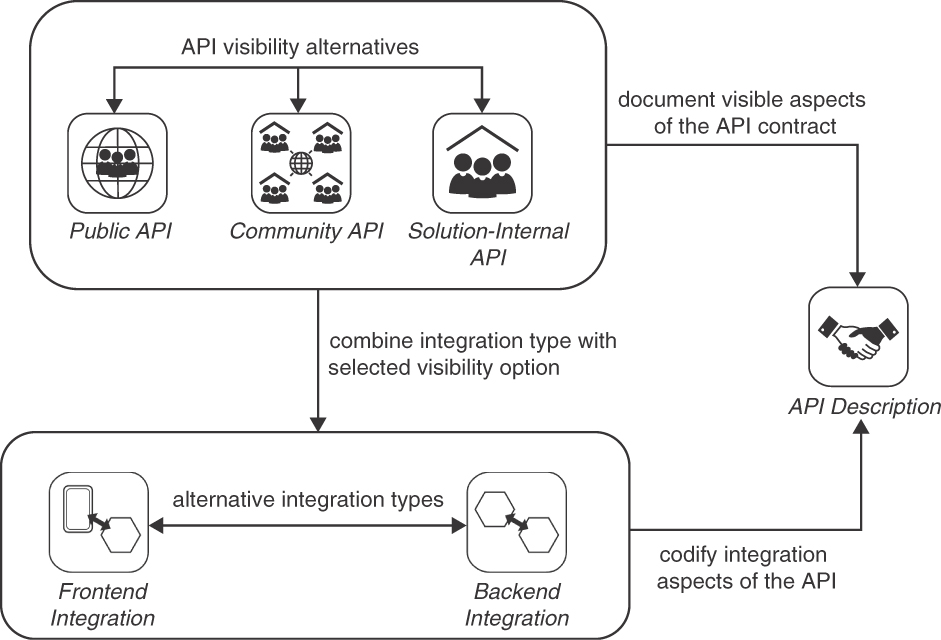 API visibility alternatives
Public API
Community API
Solution-Internal
API
document visible aspects
of the API contract
combine integration type with
selected visibility option
API Description
alternative integration types
Frontend
Integration
Backend
Integration
codify integration
aspects of the API